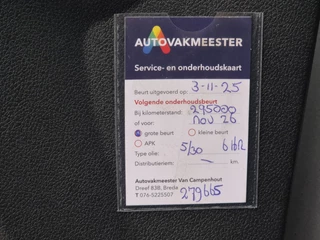 AUTOVAKMEESTER
Service- en onderhoudskaart
Beurt uitgevoerd op: 3-11-25
Volgende onderhoudsbeurt
Bij kilometerstand: 295000
of voor: nov 26
grote beurt kleine beurt
APK
Type olie: 5/30 6 ltr
Distributieriem: — km.
Autovakmeester Van Campenhout
Dreef 838, Breda
T 076-5225507 279665